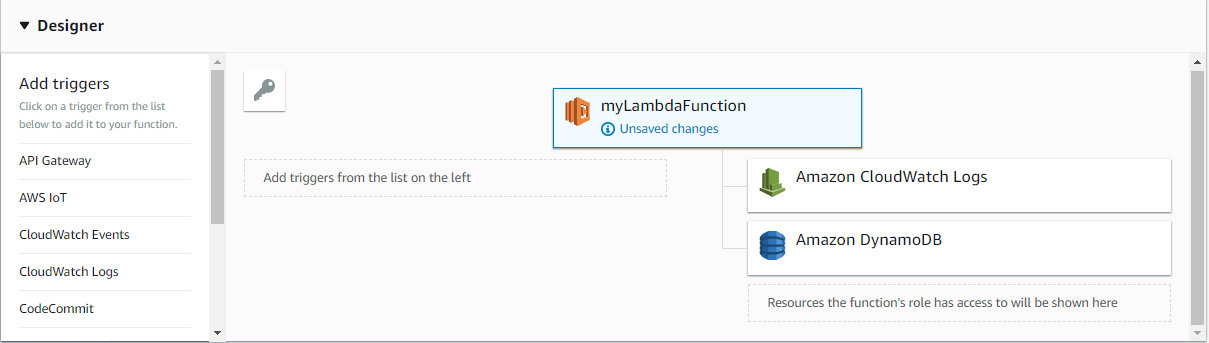 Designer
Add triggers
Click on a trigger from the list
below to add it to your function.
API Gateway
AWS IoT
CloudWatch Events
CloudWatch Logs
CodeCommit
myLambdaFunction
Unsaved changes
Add triggers from the list on the left
Amazon CloudWatch Logs
Amazon DynamoDB
Resources the function's role has access to will be shown here